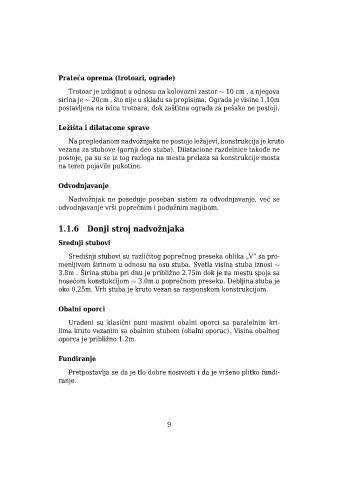 Prateća oprema (trotoari, ograde)
Trotoar je izdignut u odnosu na kolovozni zastor ~ 10 cm , a njegova
širina je ~ 20cm , što nije u skladu sa propisima. Ograda je visine 1.10m
postavljena na ivicu trotoara, dok zaštitna ograda za pešake ne postoji.
Ležišta i dilatacone sprave
Na pregledanom nadvožnjaku ne postoje ležajevi, konstrukcija je kruto
vezana za stubove (gornji deo stuba). Dilatacione razdelnice takođe ne
postoje, pa su se iz tog razloga na mestu prelaza sa konstrukcije mosta
na teren pojavile pukotine.
Odvodnjavanje
Nadvožnjak ne poseduje poseban sistem za odvodnjavanje, već se
odvodnjavanje vrši poprečnim i podužnim nagibom.
1.1.6 Donji stroj nadvožnjaka
Srednji stubovi
Središnji stubovi su različitog poprečnog preseka oblika „V” sa pro-
menljivom širinom u odnosu na osu stuba. Svetla visina stuba iznosi ~
3.8m . Širina stuba pri dnu je približno 2.75m dok je na mestu spoja sa
nosećom konstukcijom ~ 3.0m u poprečnom preseku. Debljina stuba je
oko 0.25m. Vrh stuba je kruto vezan sa rasponskom konstrukcijom.
Obalni oporci
Urađeni su klasični puni masivni obalni oporci sa paralelnim kri-
lima kruto vezanim sa obalnim stubom (obalni oporac). Visina obalnog
oporca je približno 1.2m.
Fundiranje
Pretpostavlja se da je tlo dobre nosivosti i da je vršeno plitko fundi-
ranje.
9